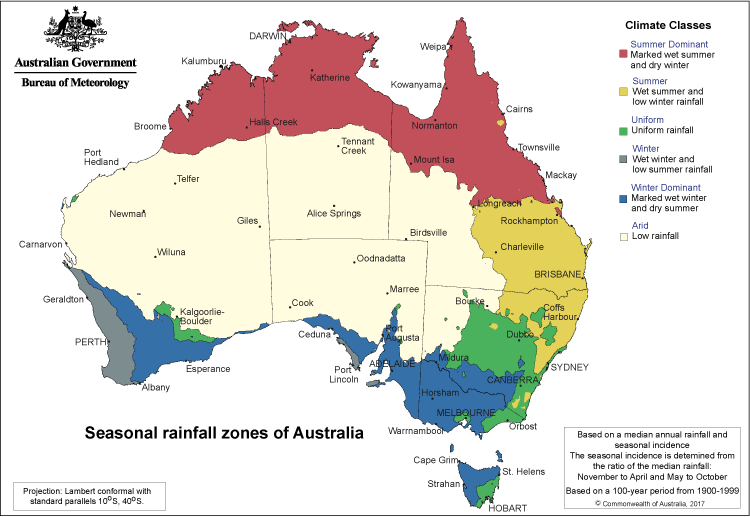 Australian Government
Bureau of Meteorology
Climate Classes
Summer Dominant
Marked wet summer
and dry winter
Summer
Wet summer and
low winter rainfall
Uniform
Uniform rainfall
Winter
Wet winter and
low summer rainfall
Winter Dominant
Marked wet winter
and dry summer
Arid
Low rainfall
DARWIN
Weipa
Kalumburu
Katherine
Kowanyama
Cairns
Broome
Halls Creek
Normanton
Tennant
Creek
Townsville
Port
Hedland
Mount Isa
Mackay
Telfer
Longreach
Newman
Alice Springs
Rockhampton
Giles
Birdsville
Carnarvon
Charleville
Wiluna
Oodnadatta
BRISBANE
Marree
Geraldton
Bourke
Cook
Coffs
Harbour
Kalgoorlie-
Boulder
Ceduna
Port
Augusta
Dubbo
PERTH
Mildura
Esperance
Port
Lincoln
ADELAIDE
SYDNEY
Albany
CANBERRA
Horsham
MELBOURNE
Orbost
Warrnambool
Seasonal rainfall zones of Australia
Cape Grim
St. Helens
Strahan
HOBART
Projection: Lambert conformal with
standard parallels 10°S, 40°S.
Based on a median annual rainfall and
seasonal incidence
The seasonal incidence is detemined from
the ratio of the median rainfall:
November to April and May to October
Based on a 100-year period from 1900-1999
© Commonwealth of Australia, 2017